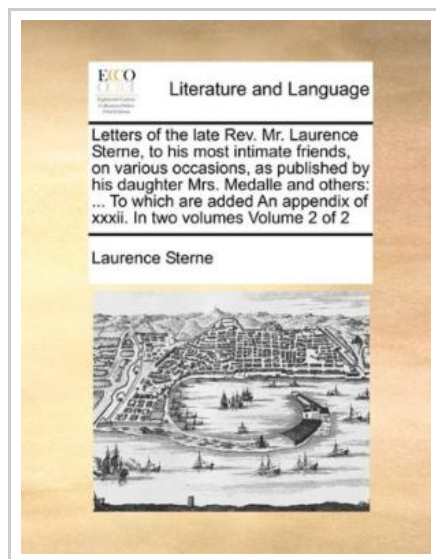 ECCO
Literature and Language
Letters of the late Rev. Mr. Laurence
Sterne, to his most intimate friends,
on various occasions, as published by
his daughter Mrs. Medalle and others:
... To which are added An appendix of
xxxii. In two volumes Volume 2 of 2
Laurence Sterne